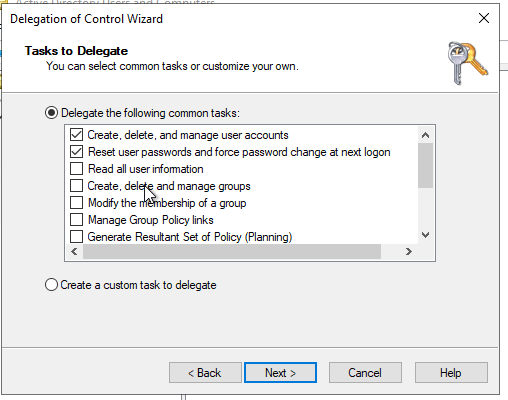 Active Directory Users and Computers
Delegation of Control Wizard
Tasks to Delegate
You can select common tasks or customize your own.
Delegate the following common tasks:
Create, delete, and manage user accounts
Reset user passwords and force password change at next logon
Read all user information
Create, delete and manage groups
Modify the membership of a group
Manage Group Policy links
Generate Resultant Set of Policy (Planning)
Create a custom task to delegate
< Back
Next >
Cancel
Help